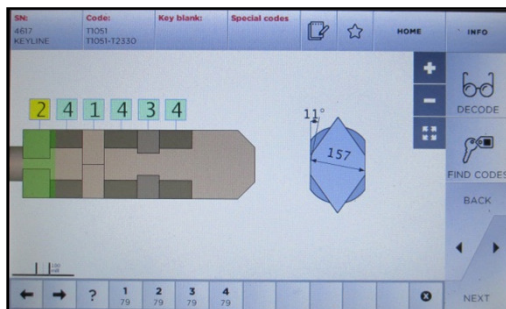 SN:
4617
KEYLINE
Code:
T1051
T1051-T2330
Key blank:
Special codes
HOME
INFO
DECODE
FIND CODES
BACK
NEXT
2 4 1 4 3 4
11°
157
+
-
?
1
79
2
79
3
79
4
79